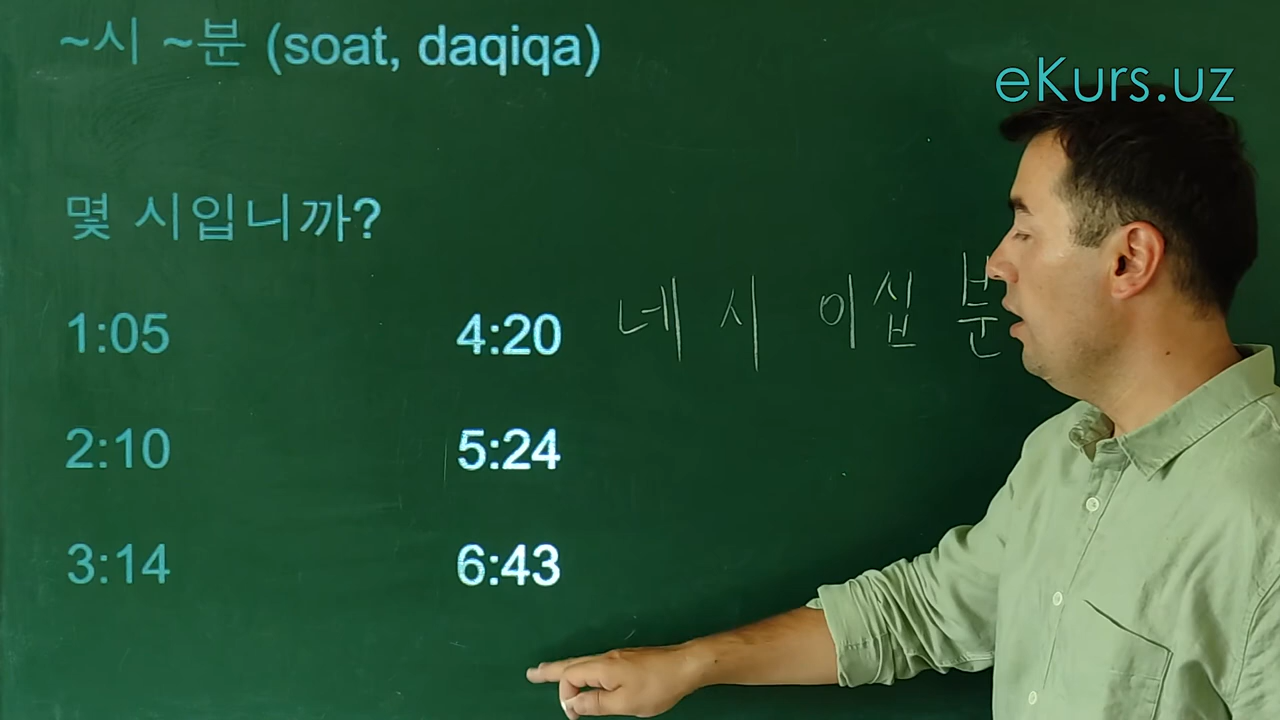 ~시 ~분 (soat, daqiqa)
eKurs.uz
몇 시입니까?
1:05
4:20 네 시 이십 분
2:10
5:24
3:14
6:43